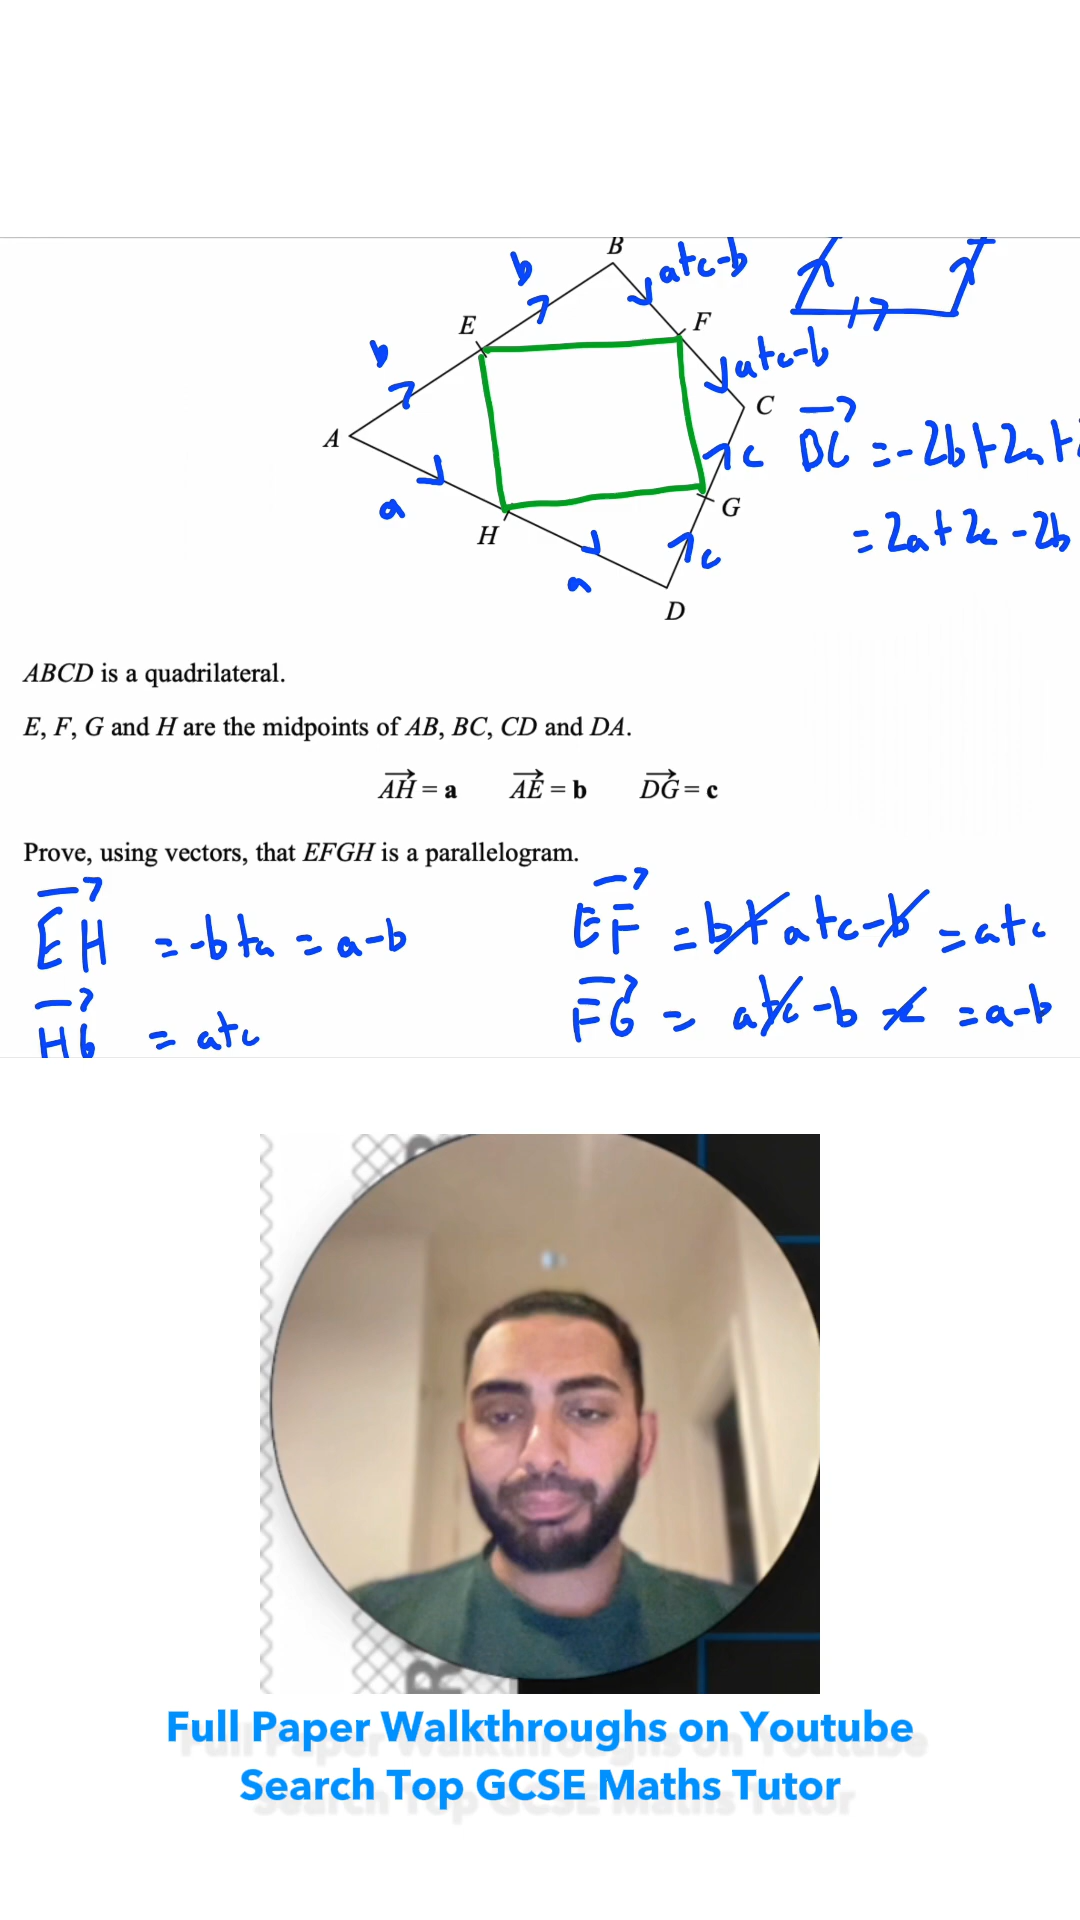 B
b
a+c-b
E
F
b
a+c-b
A
C
c
BC = -2b+2a+
a
G
= 2a+2c-2b
H
c
a
D
ABCD is a quadrilateral.
E, F, G and H are the midpoints of AB, BC, CD and DA.
AH = a AE = b DG = c
Prove, using vectors, that EFGH is a parallelogram.
EH = -b+a = a-b
EF = b+a+c-b = a+c
HG = a+c
FG = a+c-b-c = a-b
R
Full Paper Walkthroughs on Youtube
Search Top GCSE Maths Tutor